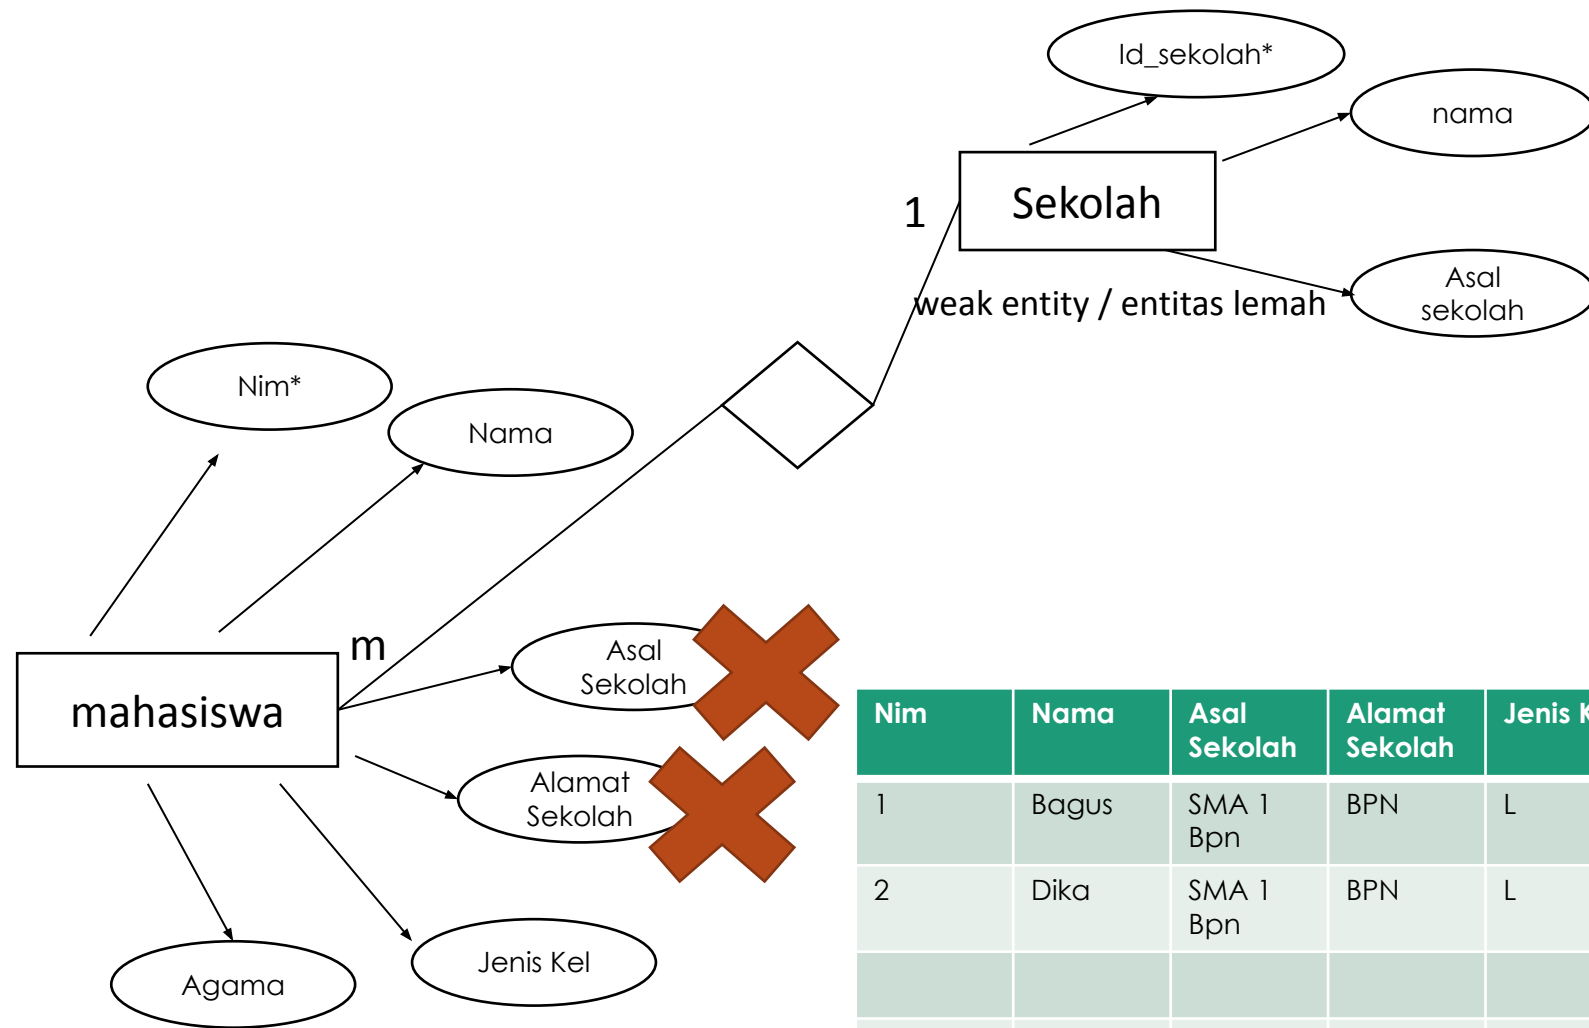 Id_sekolah*
nama
1
Sekolah
Asal
sekolah
weak entity / entitas lemah
Nim*
Nama
m
mahasiswa
Asal
Sekolah
Alamat
Sekolah
Agama
Jenis Kel
Nim Nama Asal Sekolah Alamat Sekolah Jenis K
1 Bagus SMA 1 Bpn BPN L
2 Dika SMA 1 Bpn BPN L